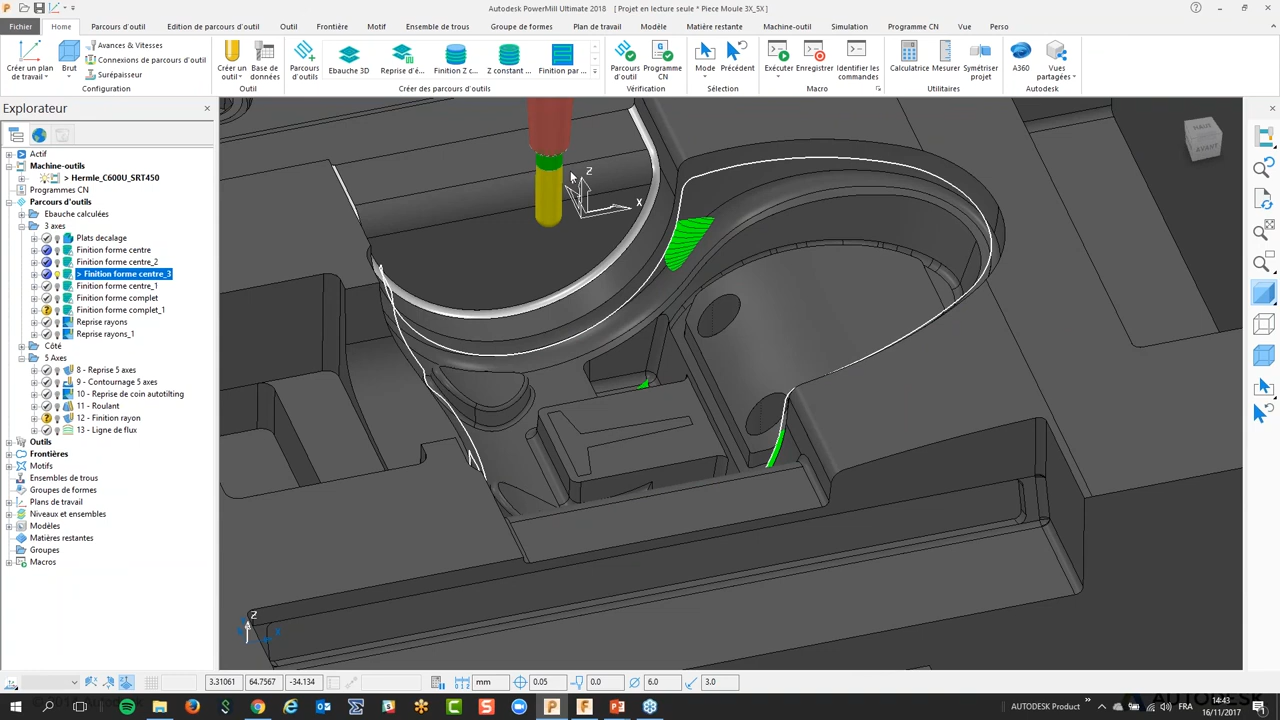 Autodesk PowerMill Ultimate 2018 [ Projet en lecture seule * Piece Moule 3X_5X ]
Fichier Home Parcours d'outil Edition de parcours d'outil Outil Frontière Motif Ensemble de trous Groupe de formes Plan de travail Modèle Matière restante Machine-outil Simulation Programme CN Vue Perso
Créer un plan de travail
Brut
Avances & Vitesses
Connexions de parcours d'outil
Surépaisseur
Configuration
Créer un outil
Base de données
Outil
Parcours d'outils
Ebauche 3D
Reprise d'é...
Finition Z c...
Z constant ...
Finition par ...
Créer des parcours d'outils
Parcours d'outil
Programme CN
Vérification
Mode
Précédent
Sélection
Exécuter
Enregistrer
Identifier les commandes
Macro
Calculatrice
Mesurer
Symétriser projet
Utilitaires
A360
Vues partagées
Autodesk
Explorateur
Actif
Machine-outils
> Hermle_C600U_SRT450
Programmes CN
Parcours d'outils
Ebauche calculées
3 axes
Plats decalage
Finition forme centre
Finition forme centre_2
> Finition forme centre_3
Finition forme centre_1
Finition forme complet
Finition forme complet_1
Reprise rayons
Reprise rayons_1
Côté
5 Axes
8 - Reprise 5 axes
9 - Contournage 5 axes
10 - Reprise de coin autotilting
11 - Roulant
12 - Finition rayon
13 - Ligne de flux
Outils
Frontières
Motifs
Ensembles de trous
Groupes de formes
Plans de travail
Niveaux et ensembles
Modèles
Matières restantes
Groupes
Macros
Z
X
Z
AVANT
3.31061 64.7567 -34.134 mm 0.05 0.0 6.0 3.0
AUTODESK Product FRA 14:43
16/11/2017